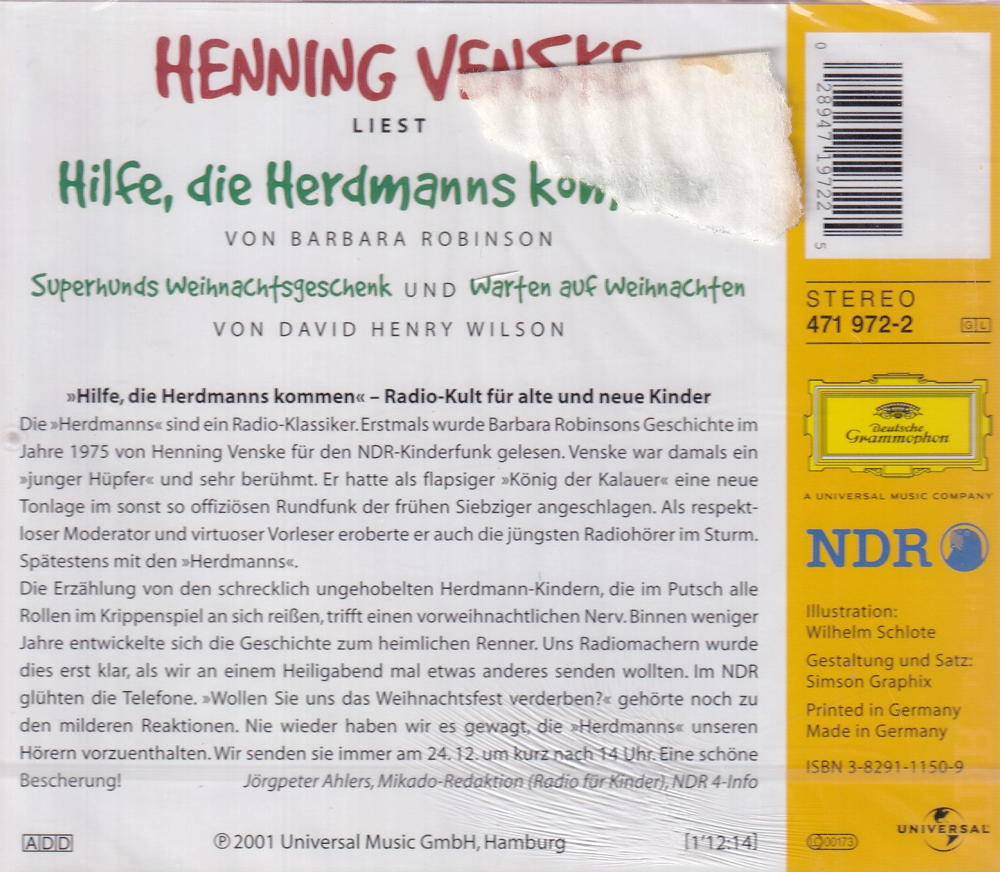 HENNING VENSKE
LIEST
Hilfe, die Herdmanns kommen
VON BARBARA ROBINSON
Superhunds Weihnachtsgeschenk UND Warten auf Weihnachten
VON DAVID HENRY WILSON
»Hilfe, die Herdmanns kommen« – Radio-Kult für alte und neue Kinder
Die »Herdmanns« sind ein Radio-Klassiker. Erstmals wurde Barbara Robinsons Geschichte im
Jahre 1975 von Henning Venske für den NDR-Kinderfunk gelesen. Venske war damals ein
»junger Hüpfer« und sehr berühmt. Er hatte als flapsiger »König der Kalauer« eine neue
Tonlage im sonst so offiziösen Rundfunk der frühen Siebziger angeschlagen. Als respekt-
loser Moderator und virtuoser Vorleser eroberte er auch die jüngsten Radiohörer im Sturm.
Spätestens mit den »Herdmanns«.
Die Erzählung von den schrecklich ungehobelten Herdmann-Kindern, die im Putsch alle
Rollen im Krippenspiel an sich reißen, trifft einen vorweihnachtlichen Nerv. Binnen weniger
Jahre entwickelte sich die Geschichte zum heimlichen Renner. Uns Radiomachern wurde
dies erst klar, als wir an einem Heiligabend mal etwas anderes senden wollten. Im NDR
glühten die Telefone. »Wollen Sie uns das Weihnachtsfest verderben?« gehörte noch zu
den milderen Reaktionen. Nie wieder haben wir es gewagt, die »Herdmanns« unseren
Hörern vorzuenthalten. Wir senden sie immer am 24. 12. um kurz nach 14 Uhr. Eine schöne
Bescherung! Jörgpeter Ahlers, Mikado-Redaktion (Radio für Kinder), NDR 4-Info
ADD
℗ 2001 Universal Music GmbH, Hamburg
[1'12:14]
0 28947 19722 5
STEREO
471 972-2
GL
Deutsche
Grammophon
A UNIVERSAL MUSIC COMPANY
NDR
Illustration:
Wilhelm Schlote
Gestaltung und Satz:
Simson Graphix
Printed in Germany
Made in Germany
ISBN 3-8291-1150-9
LC 00173
UNIVERSAL